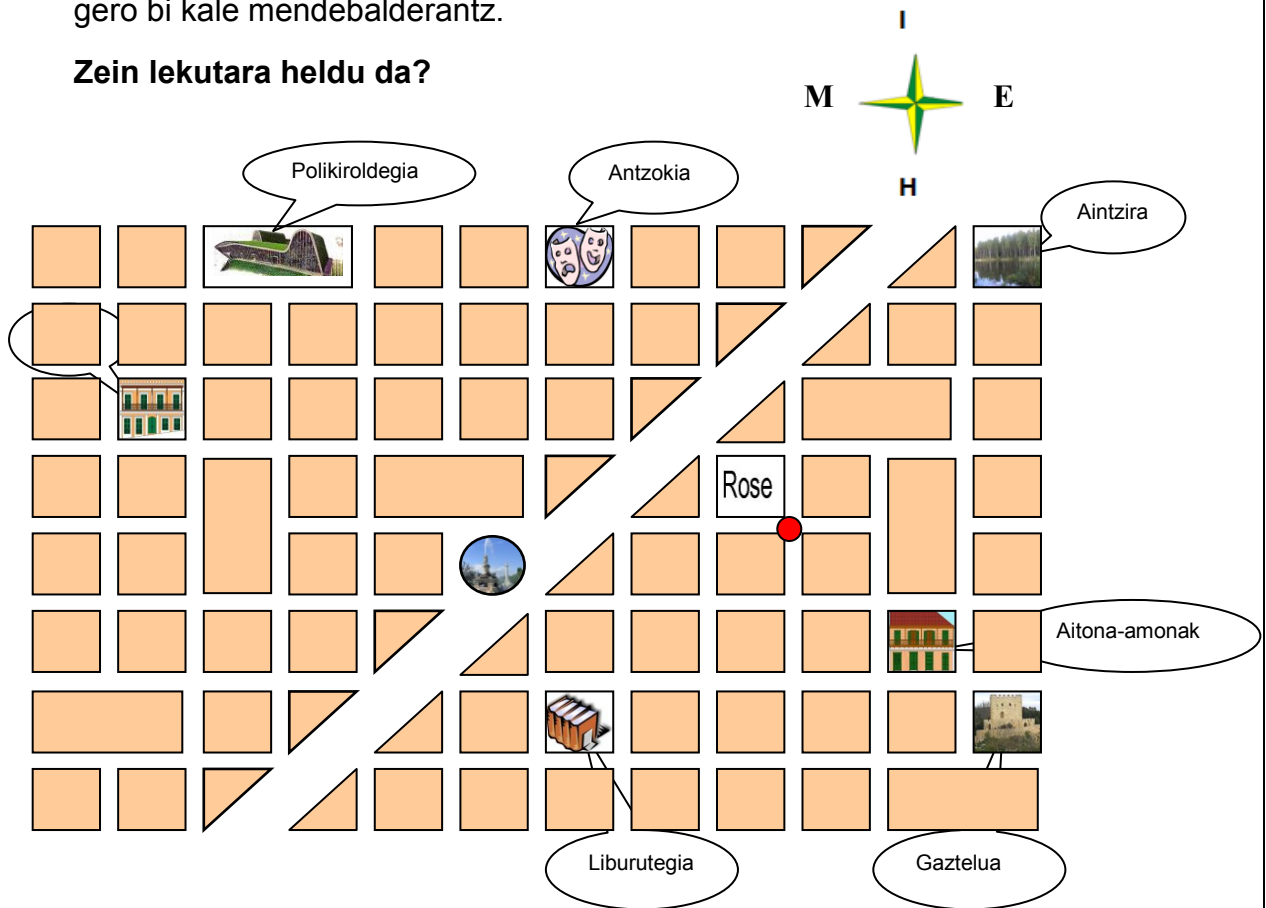 gero bi kale mendebalderantz.
Zein lekutara heldu da?
I
M E
H
Polikiroldegia
Antzokia
Aintzira
Rose
Aitona-amonak
Liburutegia
Gaztelua